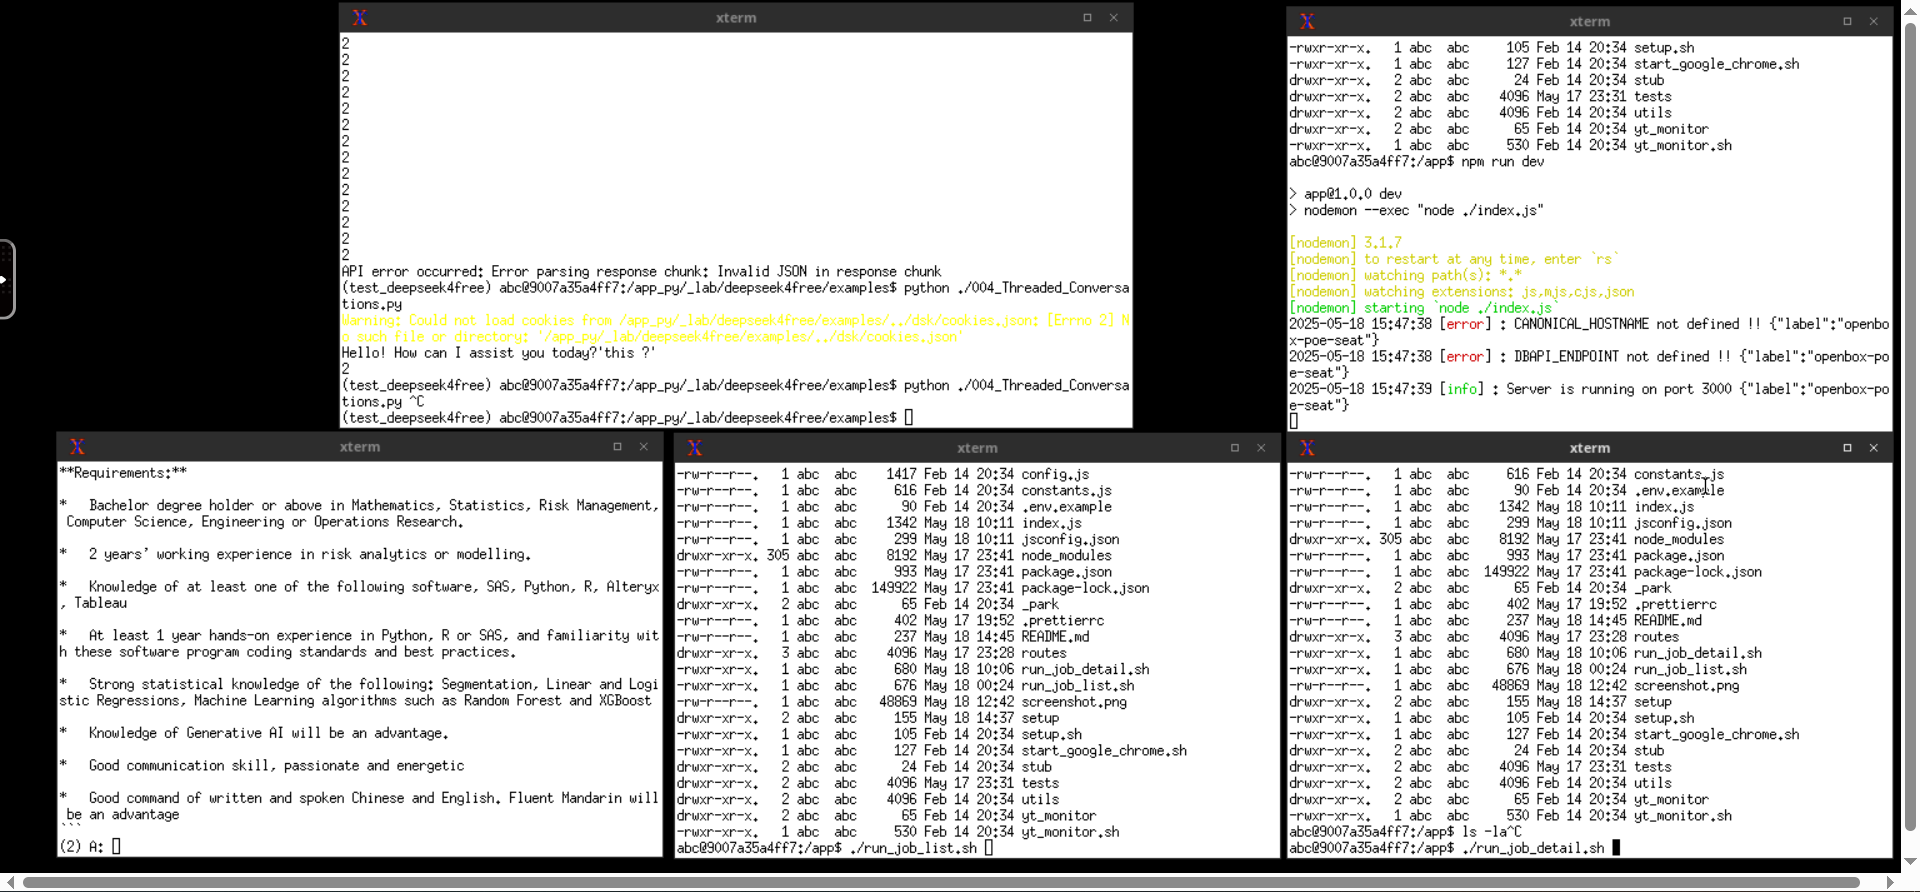 xterm
2
2
2
2
2
2
2
2
2
2
2
2
2
2
API error occurred: Error parsing response chunk: Invalid JSON in response chunk
(test_deepseek4free) abc@9007a35a4ff7:/app_py/_lab/deepseek4free/examples$ python ./004_Threaded_Conversa
tions.py
Warning: Could not load cookies from /app_py/_lab/deepseek4free/examples/../dsk/cookies.json: [Errno 2] N
o such file or directory: '/app_py/_lab/deepseek4free/examples/../dsk/cookies.json'
Hello! How can I assist you today?'this ?'
2
(test_deepseek4free) abc@9007a35a4ff7:/app_py/_lab/deepseek4free/examples$ python ./004_Threaded_Conversa
tions.py ^C
(test_deepseek4free) abc@9007a35a4ff7:/app_py/_lab/deepseek4free/examples$
xterm
-rwxr-xr-x.   1 abc  abc     105 Feb 14 20:34 setup.sh
-rwxr-xr-x.   1 abc  abc     127 Feb 14 20:34 start_google_chrome.sh
drwxr-xr-x.   2 abc  abc      24 Feb 14 20:34 stub
drwxr-xr-x.   2 abc  abc    4096 May 17 23:31 tests
drwxr-xr-x.   2 abc  abc    4096 Feb 14 20:34 utils
drwxr-xr-x.   2 abc  abc      65 Feb 14 20:34 yt_monitor
-rwxr-xr-x.   1 abc  abc     530 Feb 14 20:34 yt_monitor.sh
abc@9007a35a4ff7:/app$ npm run dev
> app@1.0.0 dev
> nodemon --exec "node ./index.js"
[nodemon] 3.1.7
[nodemon] to restart at any time, enter `rs`
[nodemon] watching path(s): *.*
[nodemon] watching extensions: js,mjs,cjs,json
[nodemon] starting `node ./index.js`
2025-05-18 15:47:38 [error] : CANONICAL_HOSTNAME not defined !! {"label":"openbo
x-poe-seat"}
2025-05-18 15:47:38 [error] : DBAPI_ENDPOINT not defined !! {"label":"openbox-po
e-seat"}
2025-05-18 15:47:39 [info] : Server is running on port 3000 {"label":"openbox-po
e-seat"}
xterm
**Requirements:**
*   Bachelor degree holder or above in Mathematics, Statistics, Risk Management,
Computer Science, Engineering or Operations Research.
*   2 years' working experience in risk analytics or modelling.
*   Knowledge of at least one of the following software, SAS, Python, R, Alteryx
, Tableau
*   At least 1 year hands-on experience in Python, R or SAS, and familiarity wit
h these software program coding standards and best practices.
*   Strong statistical knowledge of the following: Segmentation, Linear and Logi
stic Regressions, Machine Learning algorithms such as Random Forest and XGBoost
*   Knowledge of Generative AI will be an advantage.
*   Good communication skill, passionate and energetic
*   Good command of written and spoken Chinese and English. Fluent Mandarin will
be an advantage
```
(2) A:
xterm
-rw-r--r--.   1 abc  abc    1417 Feb 14 20:34 config.js
-rw-r--r--.   1 abc  abc     616 Feb 14 20:34 constants.js
-rw-r--r--.   1 abc  abc      90 Feb 14 20:34 .env.example
-rw-r--r--.   1 abc  abc    1342 May 18 10:11 index.js
-rw-r--r--.   1 abc  abc     299 May 18 10:11 jsconfig.json
drwxr-xr-x. 305 abc  abc    8192 May 17 23:41 node_modules
-rw-r--r--.   1 abc  abc     993 May 17 23:41 package.json
-rw-r--r--.   1 abc  abc  149922 May 17 23:41 package-lock.json
drwxr-xr-x.   2 abc  abc      65 Feb 14 20:34 _park
-rw-r--r--.   1 abc  abc     402 May 17 19:52 .prettierrc
-rw-r--r--.   1 abc  abc     237 May 18 14:45 README.md
drwxr-xr-x.   3 abc  abc    4096 May 17 23:28 routes
-rwxr-xr-x.   1 abc  abc     680 May 18 10:06 run_job_detail.sh
-rwxr-xr-x.   1 abc  abc     676 May 18 00:24 run_job_list.sh
-rw-r--r--.   1 abc  abc   48869 May 18 12:42 screenshot.png
drwxr-xr-x.   2 abc  abc     155 May 18 14:37 setup
-rwxr-xr-x.   1 abc  abc     105 Feb 14 20:34 setup.sh
-rwxr-xr-x.   1 abc  abc     127 Feb 14 20:34 start_google_chrome.sh
drwxr-xr-x.   2 abc  abc      24 Feb 14 20:34 stub
drwxr-xr-x.   2 abc  abc    4096 May 17 23:31 tests
drwxr-xr-x.   2 abc  abc    4096 Feb 14 20:34 utils
drwxr-xr-x.   2 abc  abc      65 Feb 14 20:34 yt_monitor
-rwxr-xr-x.   1 abc  abc     530 Feb 14 20:34 yt_monitor.sh
abc@9007a35a4ff7:/app$ ./run_job_list.sh
xterm
-rw-r--r--.   1 abc  abc     616 Feb 14 20:34 constants.js
-rw-r--r--.   1 abc  abc      90 Feb 14 20:34 .env.example
-rw-r--r--.   1 abc  abc    1342 May 18 10:11 index.js
-rw-r--r--.   1 abc  abc     299 May 18 10:11 jsconfig.json
drwxr-xr-x. 305 abc  abc    8192 May 17 23:41 node_modules
-rw-r--r--.   1 abc  abc     993 May 17 23:41 package.json
-rw-r--r--.   1 abc  abc  149922 May 17 23:41 package-lock.json
drwxr-xr-x.   2 abc  abc      65 Feb 14 20:34 _park
-rw-r--r--.   1 abc  abc     402 May 17 19:52 .prettierrc
-rw-r--r--.   1 abc  abc     237 May 18 14:45 README.md
drwxr-xr-x.   3 abc  abc    4096 May 17 23:28 routes
-rwxr-xr-x.   1 abc  abc     680 May 18 10:06 run_job_detail.sh
-rwxr-xr-x.   1 abc  abc     676 May 18 00:24 run_job_list.sh
-rw-r--r--.   1 abc  abc   48869 May 18 12:42 screenshot.png
drwxr-xr-x.   2 abc  abc     155 May 18 14:37 setup
-rwxr-xr-x.   1 abc  abc     105 Feb 14 20:34 setup.sh
-rwxr-xr-x.   1 abc  abc     127 Feb 14 20:34 start_google_chrome.sh
drwxr-xr-x.   2 abc  abc      24 Feb 14 20:34 stub
drwxr-xr-x.   2 abc  abc    4096 May 17 23:31 tests
drwxr-xr-x.   2 abc  abc    4096 Feb 14 20:34 utils
drwxr-xr-x.   2 abc  abc      65 Feb 14 20:34 yt_monitor
-rwxr-xr-x.   1 abc  abc     530 Feb 14 20:34 yt_monitor.sh
abc@9007a35a4ff7:/app$ ls -la^C
abc@9007a35a4ff7:/app$ ./run_job_detail.sh